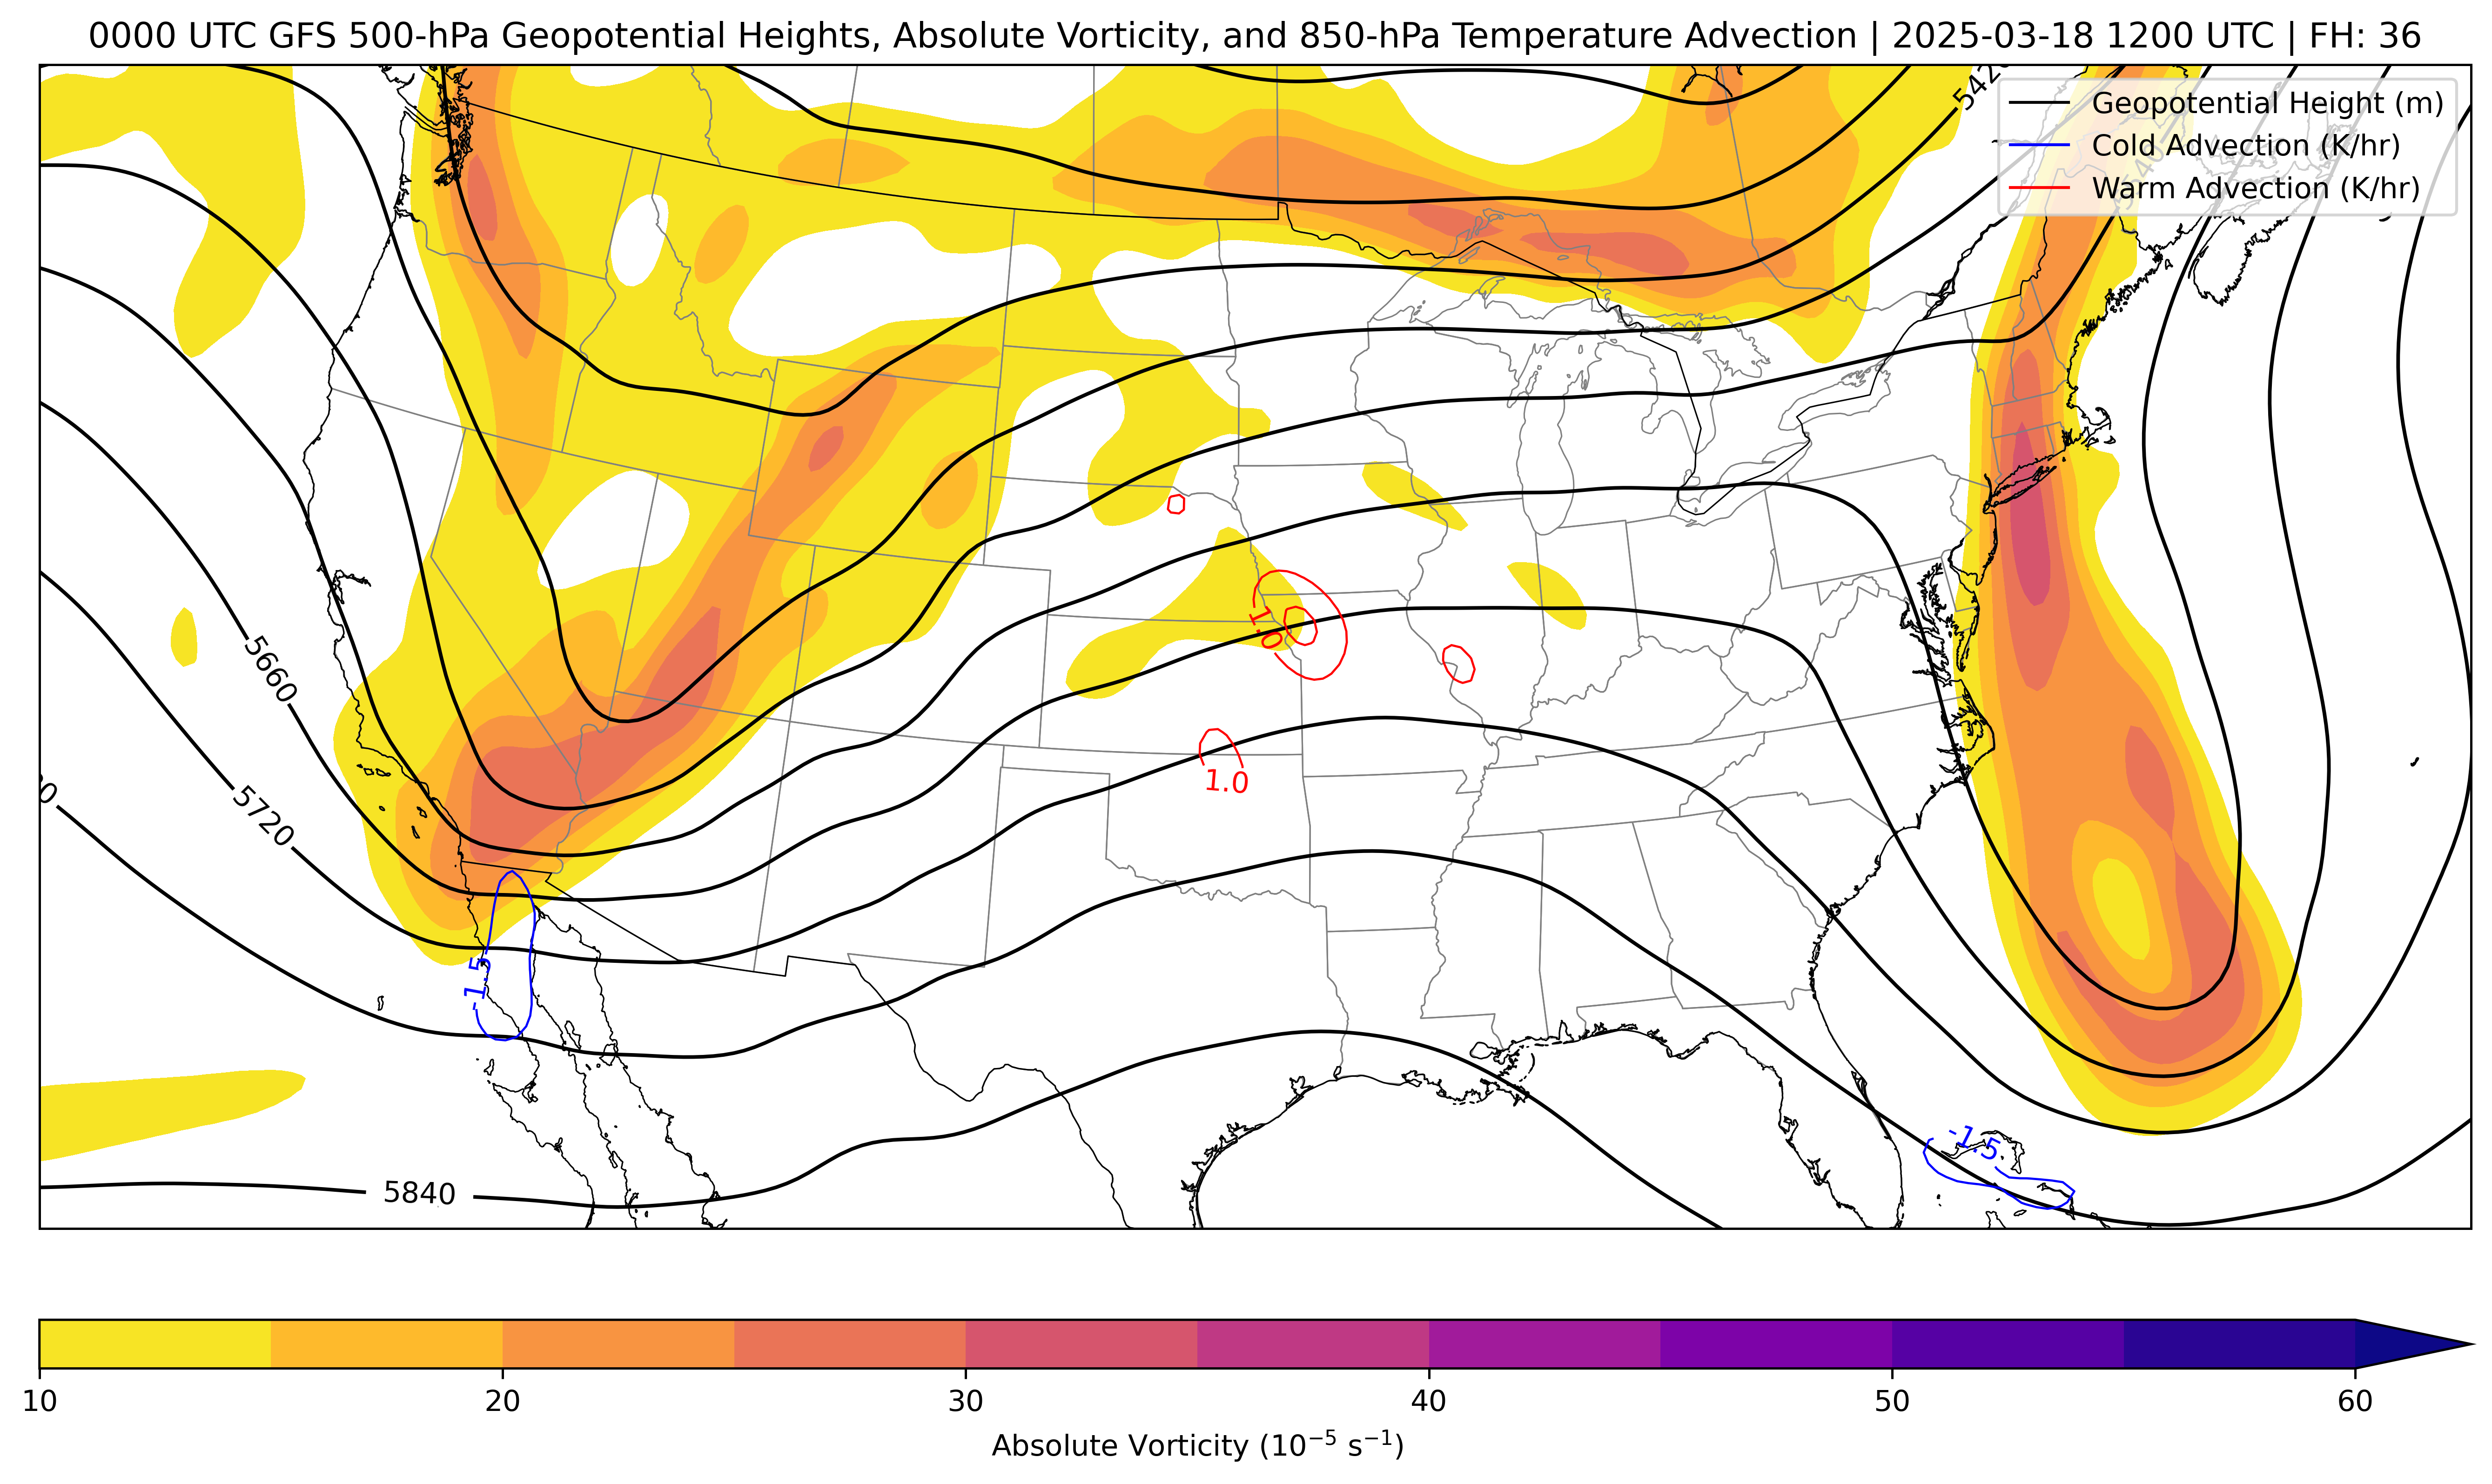 0000 UTC GFS 500-hPa Geopotential Heights, Absolute Vorticity, and 850-hPa Temperature Advection | 2025-03-18 1200 UTC | FH: 36
5420
Geopotential Height (m)
Cold Advection (K/hr)
Warm Advection (K/hr)
1.0
5660
1.0
5720
-1.5
-1.5
5840
10 20 30 40 50 60
Absolute Vorticity (10⁻⁵ s⁻¹)